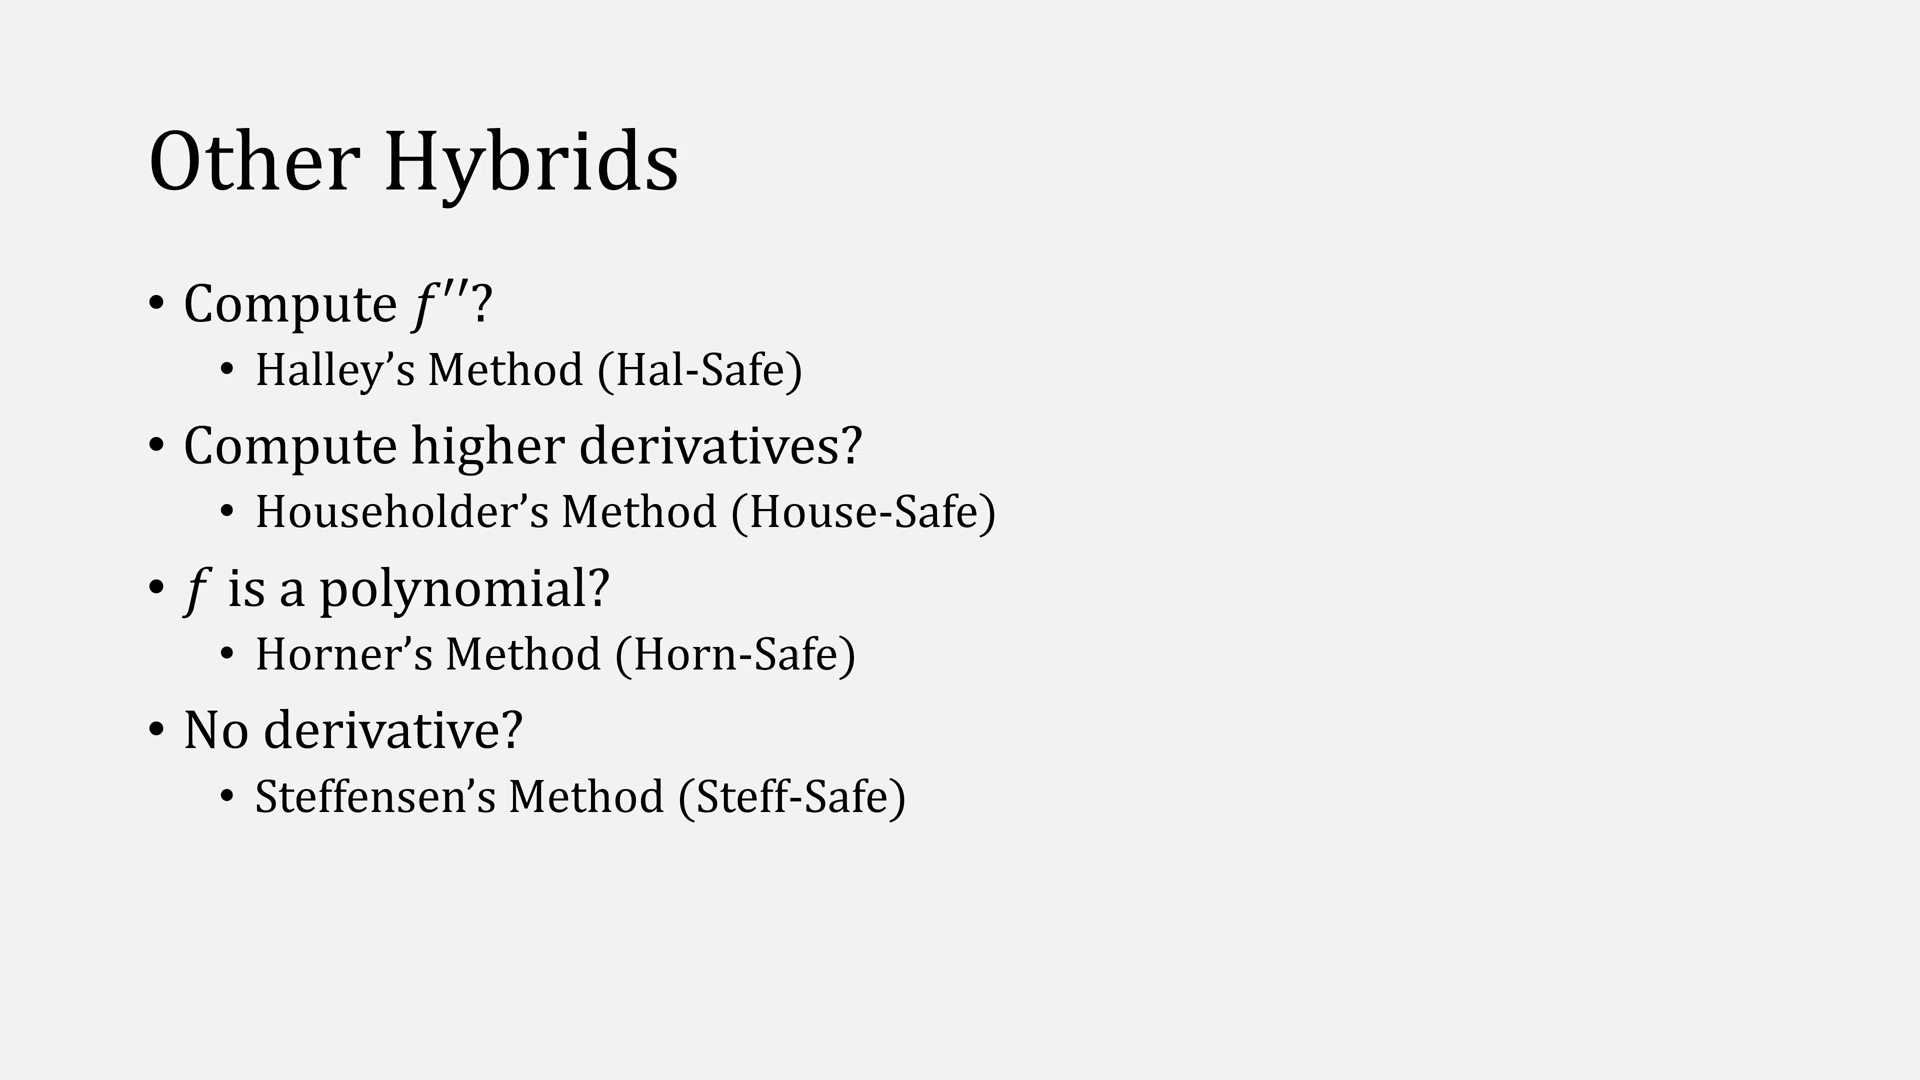 Other Hybrids
• Compute f′′?
• Halley’s Method (Hal-Safe)
• Compute higher derivatives?
• Householder’s Method (House-Safe)
• f is a polynomial?
• Horner’s Method (Horn-Safe)
• No derivative?
• Steffensen’s Method (Steff-Safe)